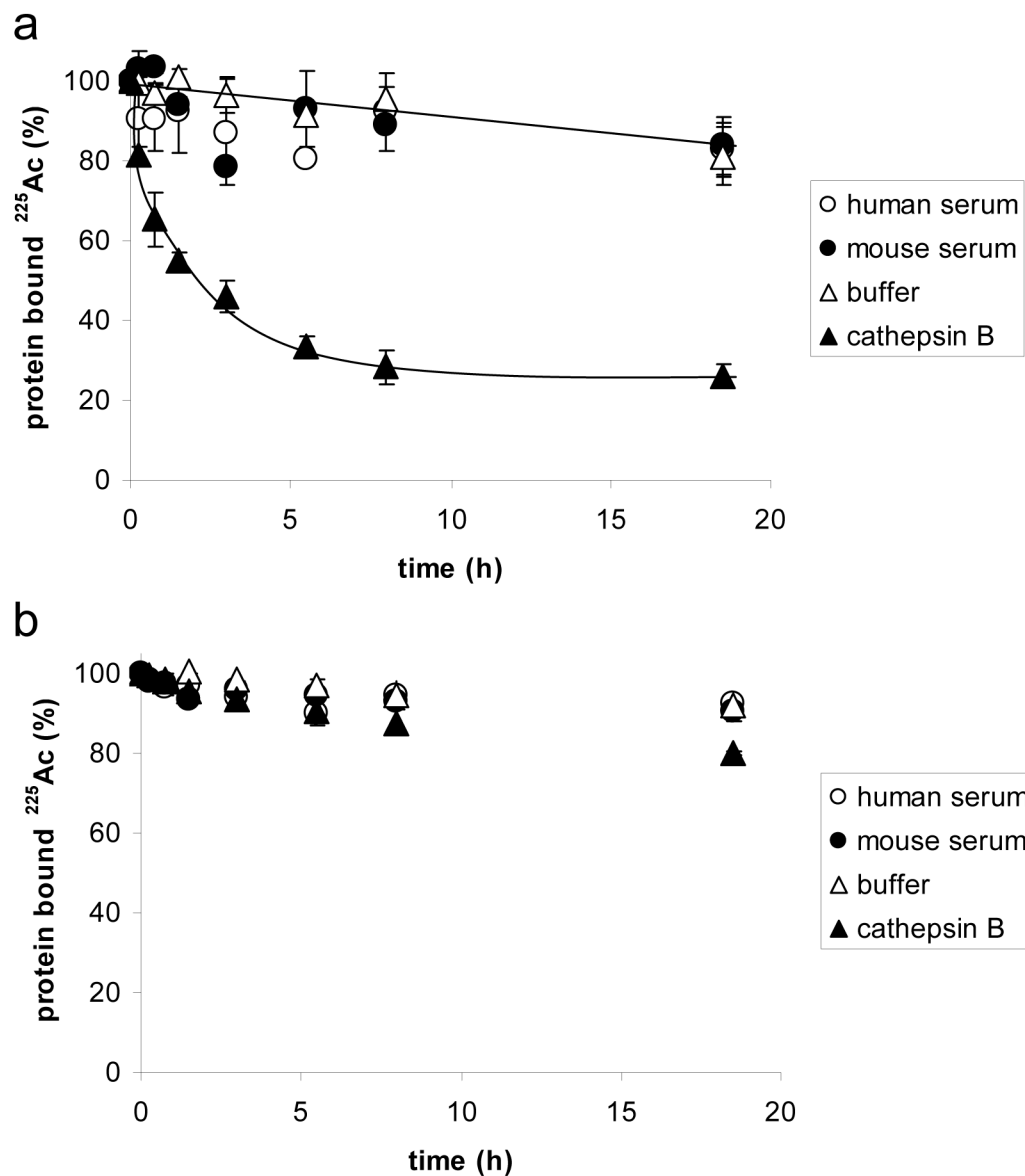 a
protein bound ²²⁵Ac (%)
100
80
60
40
20
0
0
5
10
15
20
time (h)
human serum
mouse serum
buffer
cathepsin B
b
protein bound ²²⁵Ac (%)
100
80
60
40
20
0
0
5
10
15
20
time (h)
human serum
mouse serum
buffer
cathepsin B